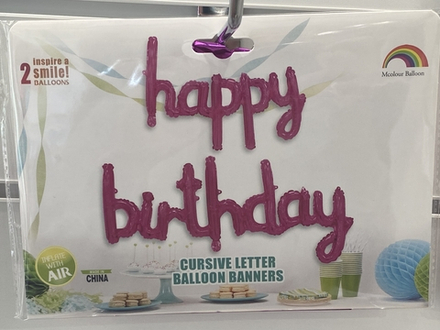 inspire a
2 smile!
BALLOONS
Mcolour Balloon
happy
birthday
INFLATE WITH
AIR
MADE IN
CHINA
CURSIVE LETTER
BALLOON BANNERS